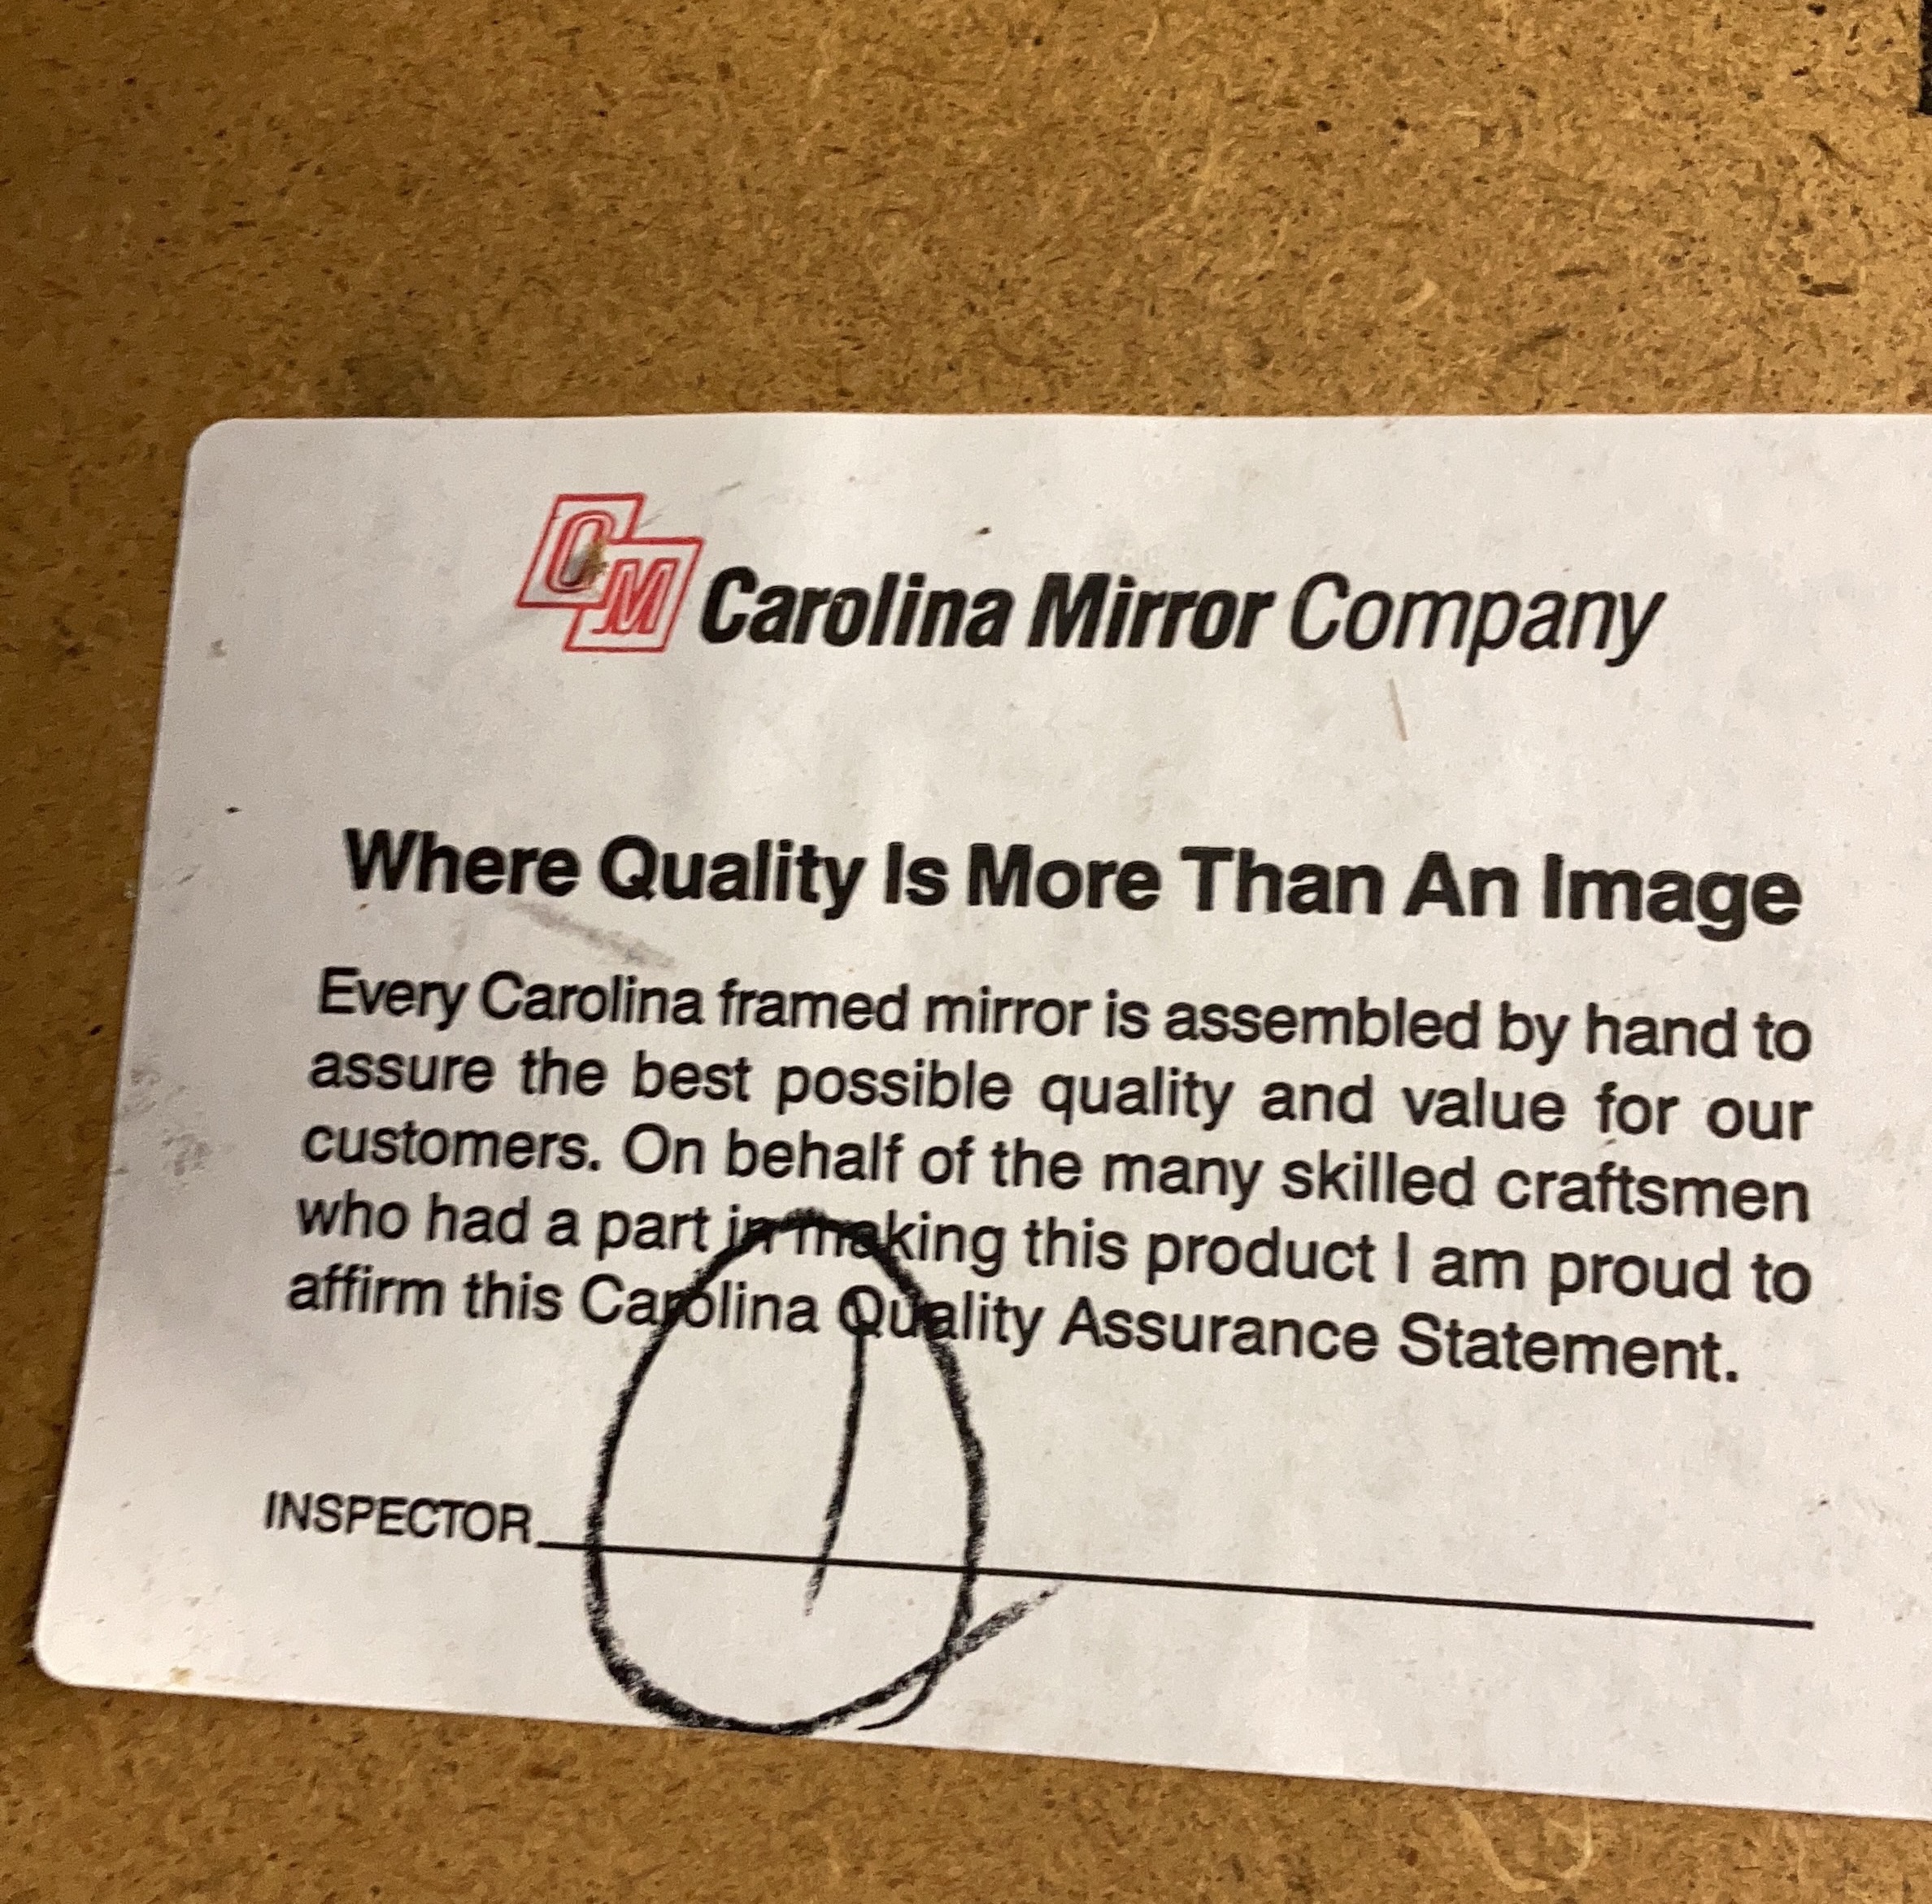 CM Carolina Mirror Company
Where Quality Is More Than An Image
Every Carolina framed mirror is assembled by hand to
assure the best possible quality and value for our
customers. On behalf of the many skilled craftsmen
who had a part in making this product I am proud to
affirm this Carolina Quality Assurance Statement.
1
INSPECTOR